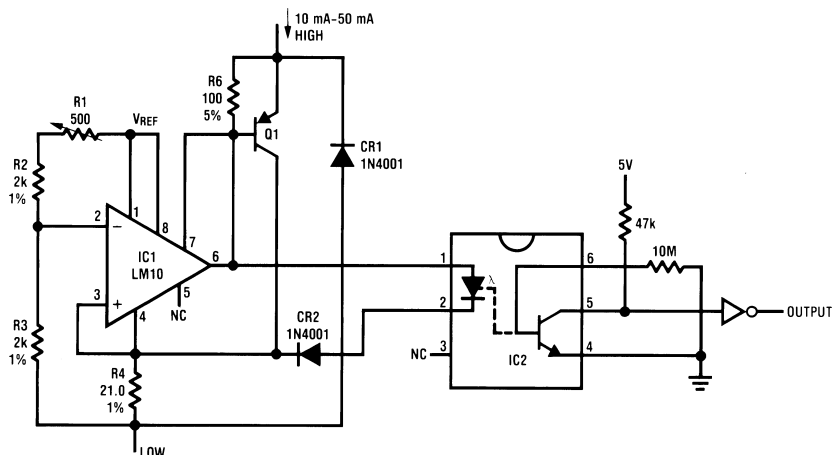 10 mA–50 mA
HIGH
R6
100
5%
R1
500
VREF
Q1
CR1
1N4001
R2
2k
1%
5V
47k
1
8
2
−
7
IC1
LM10
6
3
+
5
NC
4
1
λ
6
10M
2
5
OUTPUT
CR2
1N4001
NC
3
IC2
4
R3
2k
1%
R4
21.0
1%
LOW